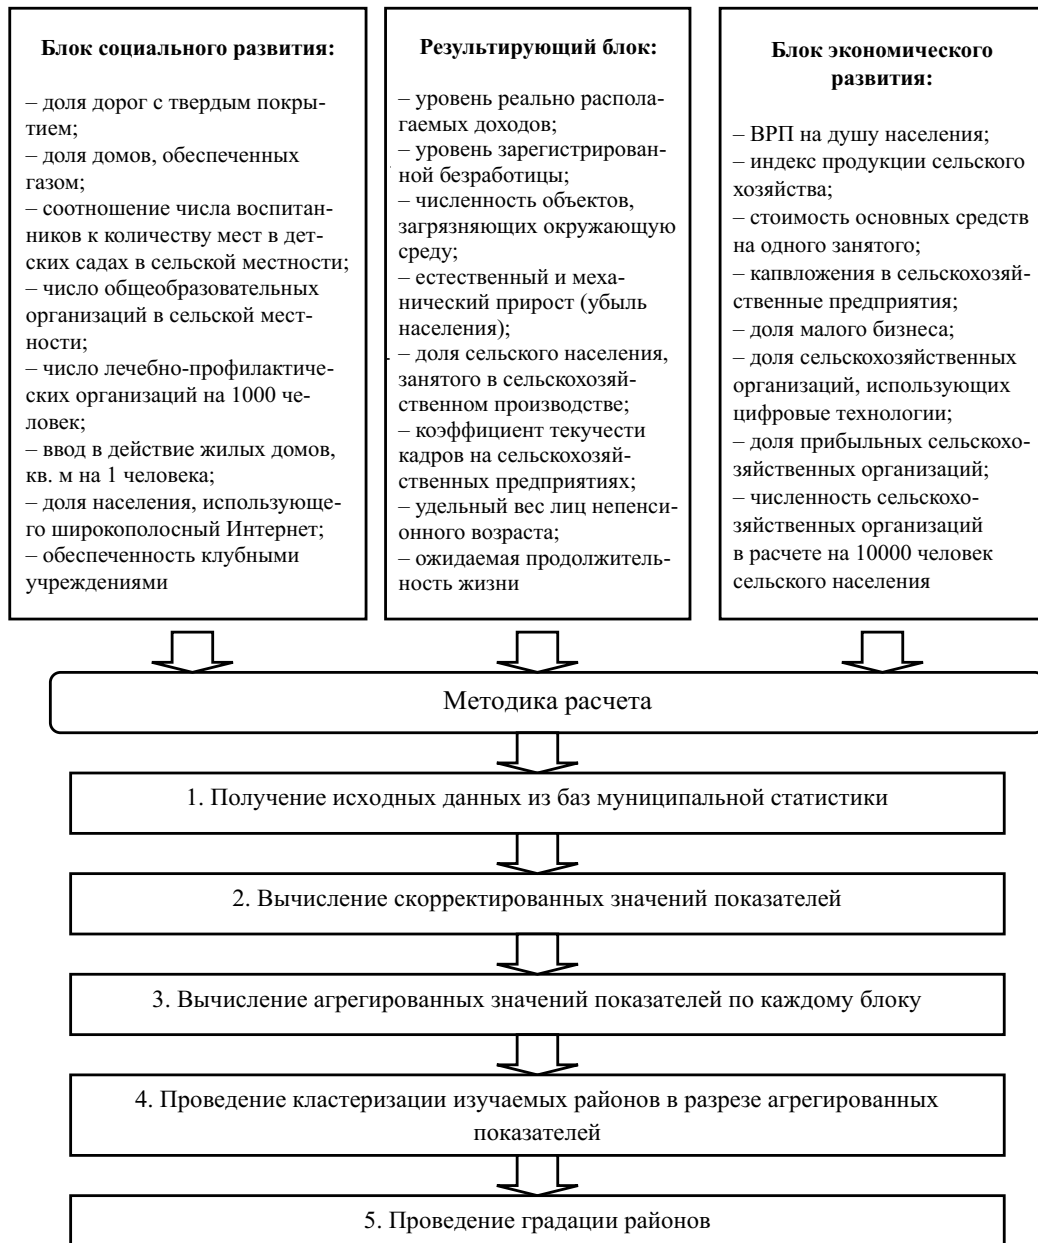 Блок социального развития:
– доля дорог с твердым покры-
тием;
– доля домов, обеспеченных
газом;
– соотношение числа воспитан-
ников к количеству мест в дет-
ских садах в сельской местности;
– число общеобразовательных
организаций в сельской мест-
ности;
– число лечебно-профилактиче-
ских организаций на 1000 че-
ловек;
– ввод в действие жилых домов,
кв. м на 1 человека;
– доля населения, использующе-
го широкополосный Интернет;
– обеспеченность клубными
учреждениями
Результирующий блок:
– уровень реально распола-
гаемых доходов;
– уровень зарегистрирован-
ной безработицы;
– численность объектов,
загрязняющих окружающую
среду;
– естественный и меха-
нический прирост (убыль
населения);
– доля сельского населения,
занятого в сельскохозяй-
ственном производстве;
– коэффициент текучести
кадров на сельскохозяй-
ственных предприятиях;
– удельный вес лиц непенси-
онного возраста;
– ожидаемая продолжитель-
ность жизни
Блок экономического
развития:
– ВРП на душу населения;
– индекс продукции сельского
хозяйства;
– стоимость основных средств
на одного занятого;
– капвложения в сельскохозяй-
ственные предприятия;
– доля малого бизнеса;
– доля сельскохозяйственных
организаций, использующих
цифровые технологии;
– доля прибыльных сельскохо-
зяйственных организаций;
– численность сельскохо-
зяйственных организаций
в расчете на 10000 человек
сельского населения
Методика расчета
1. Получение исходных данных из баз муниципальной статистики
2. Вычисление скорректированных значений показателей
3. Вычисление агрегированных значений показателей по каждому блоку
4. Проведение кластеризации изучаемых районов в разрезе агрегированных
показателей
5. Проведение градации районов